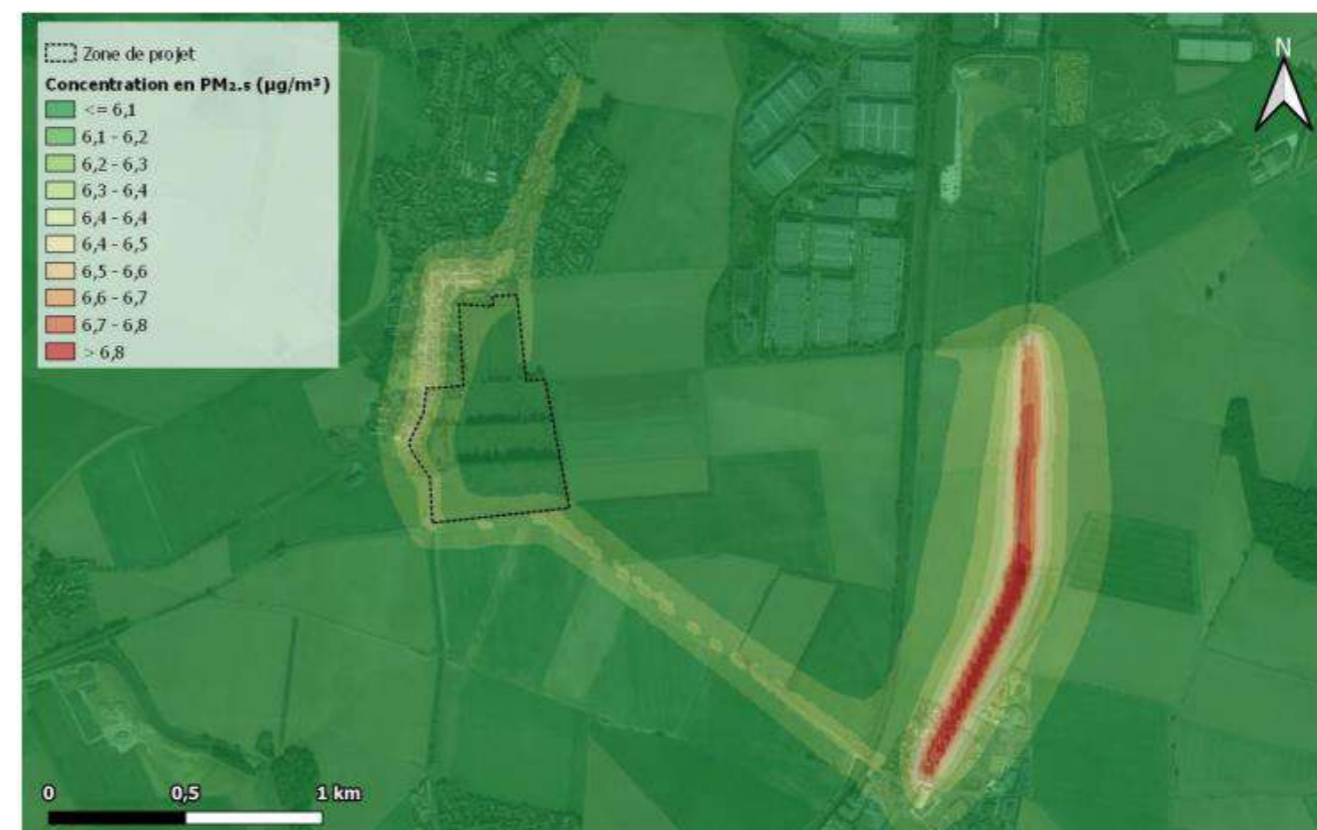 Zone de projet
Concentration en PM₂.₅ (µg/m³)
<= 6,1
6,1 - 6,2
6,2 - 6,3
6,3 - 6,4
6,4 - 6,4
6,4 - 6,5
6,5 - 6,6
6,6 - 6,7
6,7 - 6,8
> 6,8
N
0 0,5 1 km